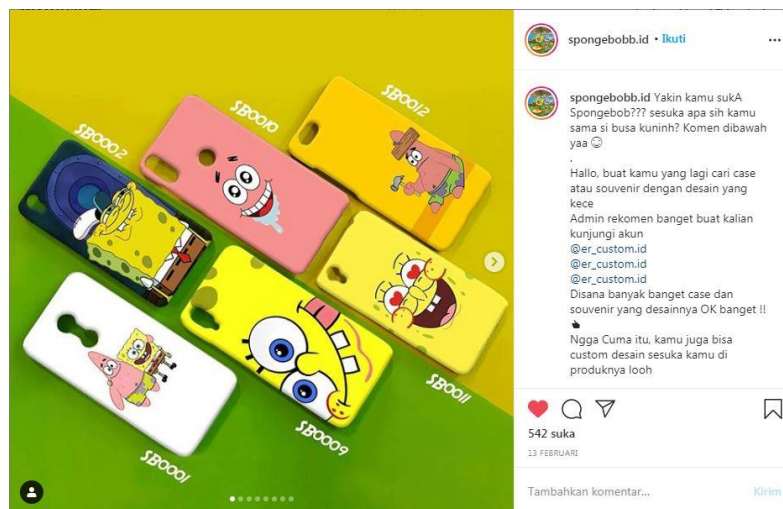 SB0012
SB0010
SB0002
SB0011
SB0009
SB0001
spongebobb.id • Ikuti
spongebobb.id Yakin kamu sukA
Spongebob??? sesuka apa sih kamu
sama si busa kuninh? Komen dibawah
yaa ☺
.
Hallo, buat kamu yang lagi cari case
atau souvenir dengan desain yang
kece
Admin rekomen banget buat kalian
kunjungi akun
@er_custom.id
@er_custom.id
@er_custom.id
Disana banyak banget case dan
souvenir yang desainnya OK banget !!
Ngga Cuma itu, kamu juga bisa
custom desain sesuka kamu di
produknya looh
542 suka
13 FEBRUARI
Tambahkan komentar...
Kirim